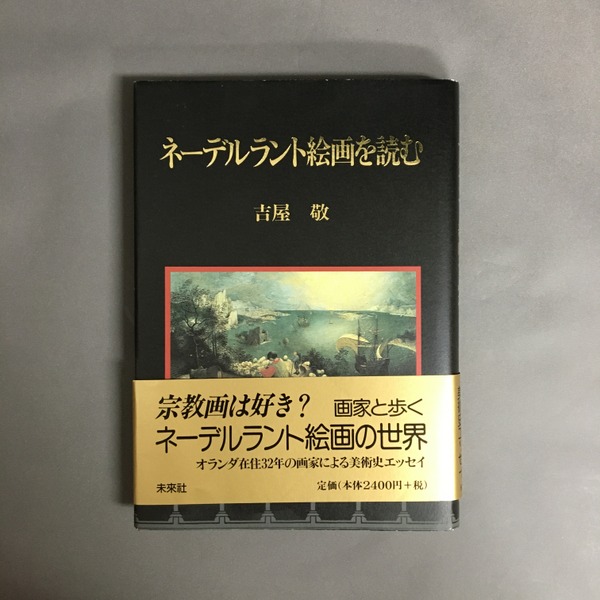 ネーデルラント絵画を読む
吉屋 敬
宗教画は好き? 画家と歩く
ネーデルラント絵画の世界
オランダ在住32年の画家による美術史エッセイ
未來社 定価(本体2400円+税)